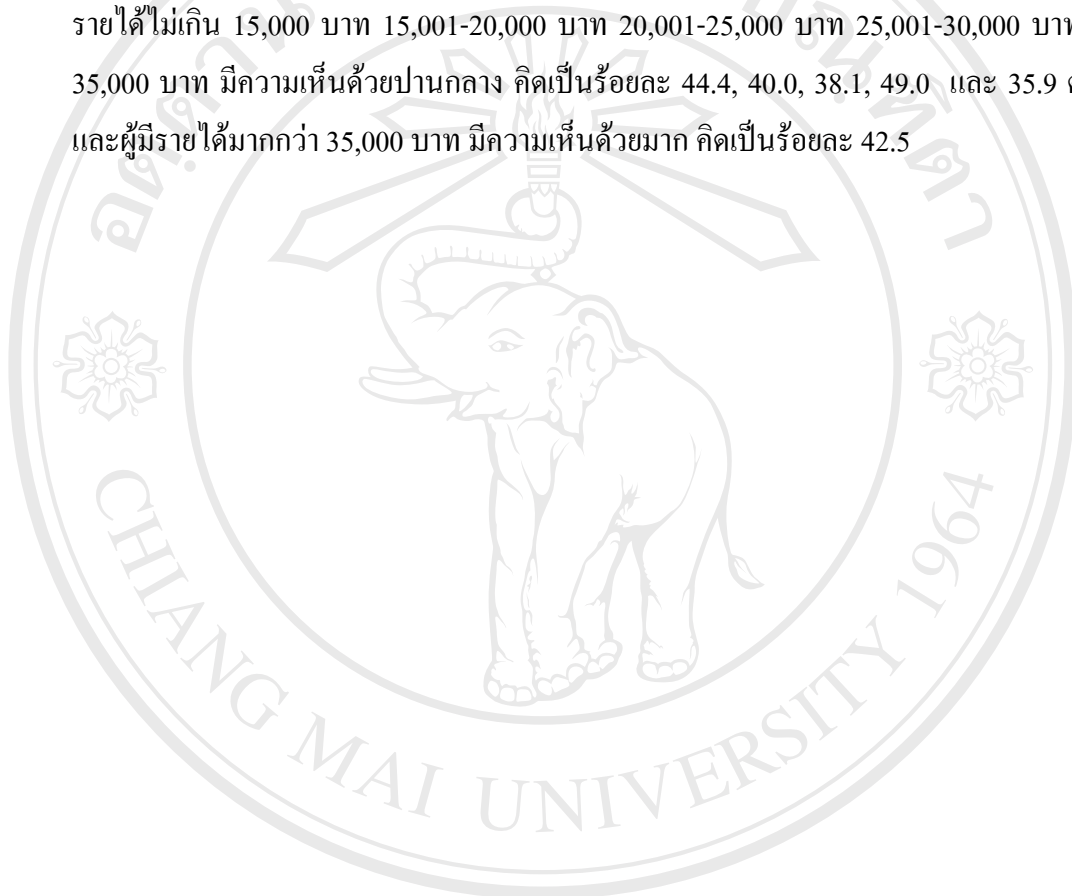 รายได้ไม่เกิน 15,000 บาท 15,001-20,000 บาท 20,001-25,000 บาท 25,001-30,000 บาท
35,000 บาท มีความเห็นด้วยปานกลาง คิดเป็นร้อยละ 44.4, 40.0, 38.1, 49.0 และ 35.9
และผู้มีรายได้มากกว่า 35,000 บาท มีความเห็นด้วยมาก คิดเป็นร้อยละ 42.5
CHIANG MAI UNIVERSITY 1964